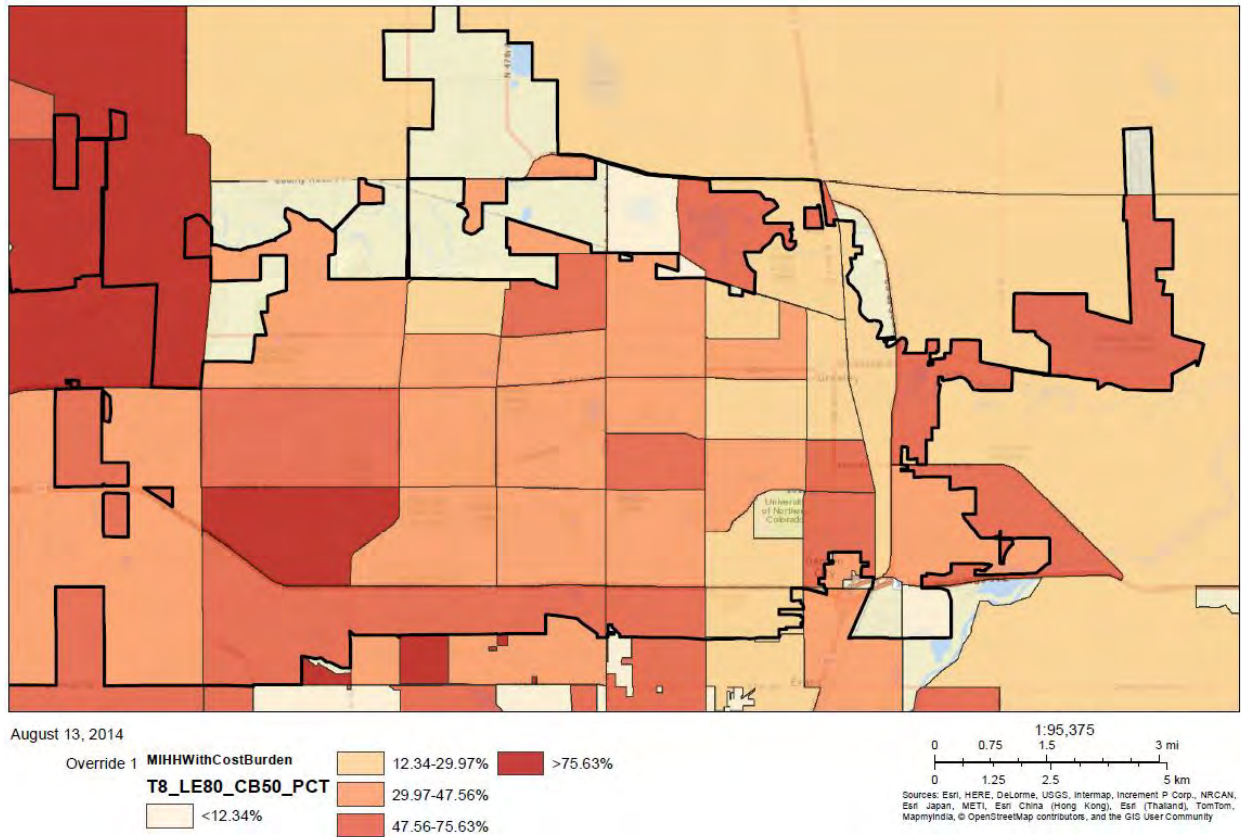 N 47th A
Greeley
University
of Northern
Colorado
Evans
August 13, 2014
1:95,375
0 0.75 1.5 3 mi
0 1.25 2.5 5 km
Override 1 MIHHWithCostBurden
T8_LE80_CB50_PCT
<12.34%
12.34-29.97%
29.97-47.56%
47.56-75.63%
>75.63%
Sources: Esri, HERE, DeLorme, USGS, Intermap, Increment P Corp., NRCAN,
Esri Japan, METI, Esri China (Hong Kong), Esri (Thailand), TomTom,
MapmyIndia, © OpenStreetMap contributors, and the GIS User Community